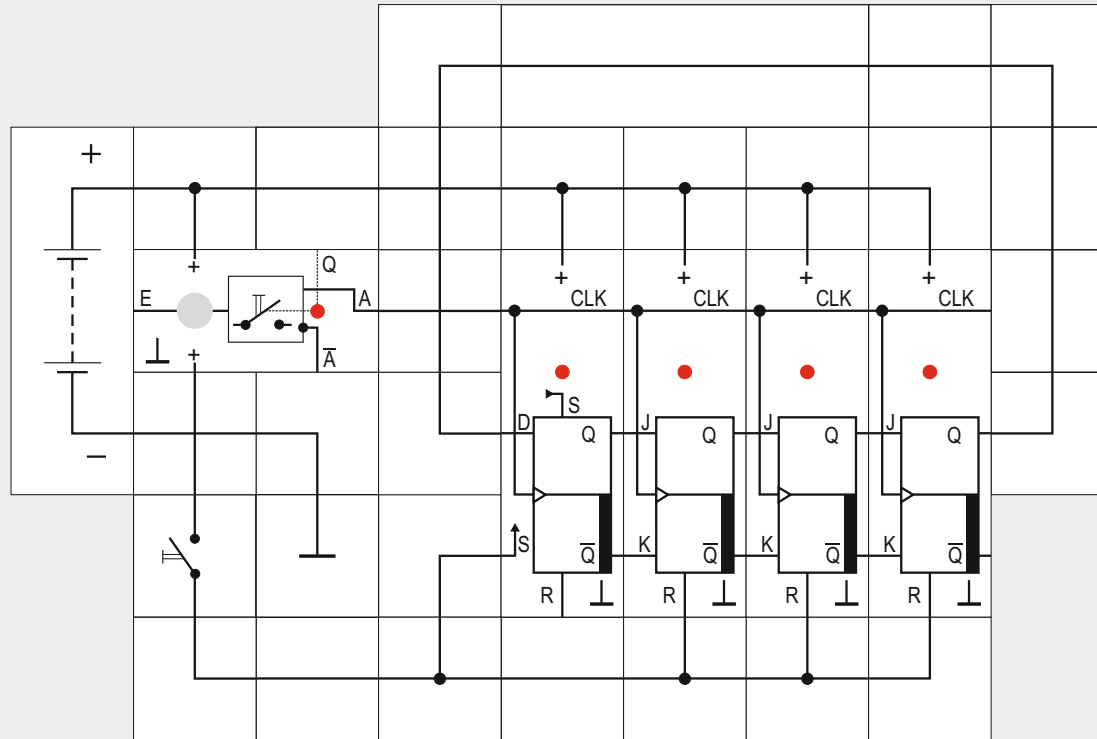 +
+ + + + +
Q
E A CLK CLK CLK CLK
+ A̅
S
D Q J Q J Q J Q
−
S Q̅ K Q̅ K Q̅ K Q̅
R R R R